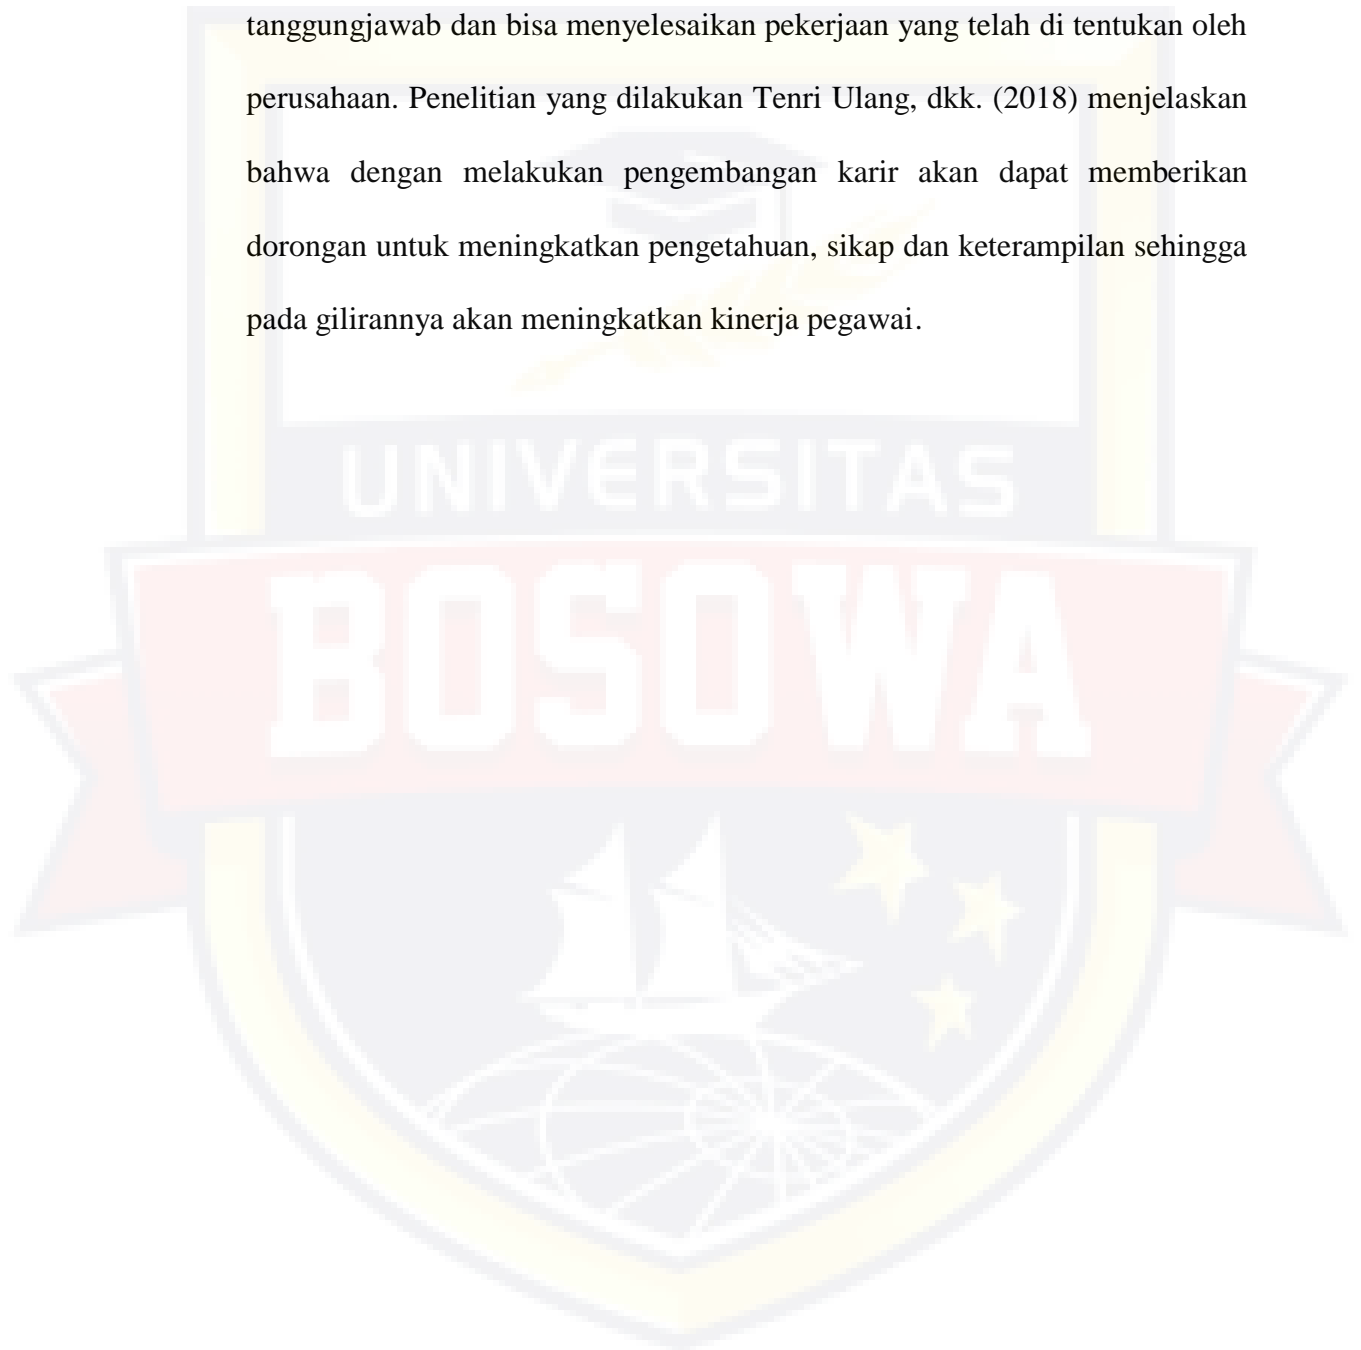 tanggungjawab dan bisa menyelesaikan pekerjaan yang telah di tentukan oleh
perusahaan. Penelitian yang dilakukan Tenri Ulang, dkk. (2018) menjelaskan
bahwa dengan melakukan pengembangan karir akan dapat memberikan
dorongan untuk meningkatkan pengetahuan, sikap dan keterampilan sehingga
pada gilirannya akan meningkatkan kinerja pegawai.
UNIVERSITAS
BOSOWA